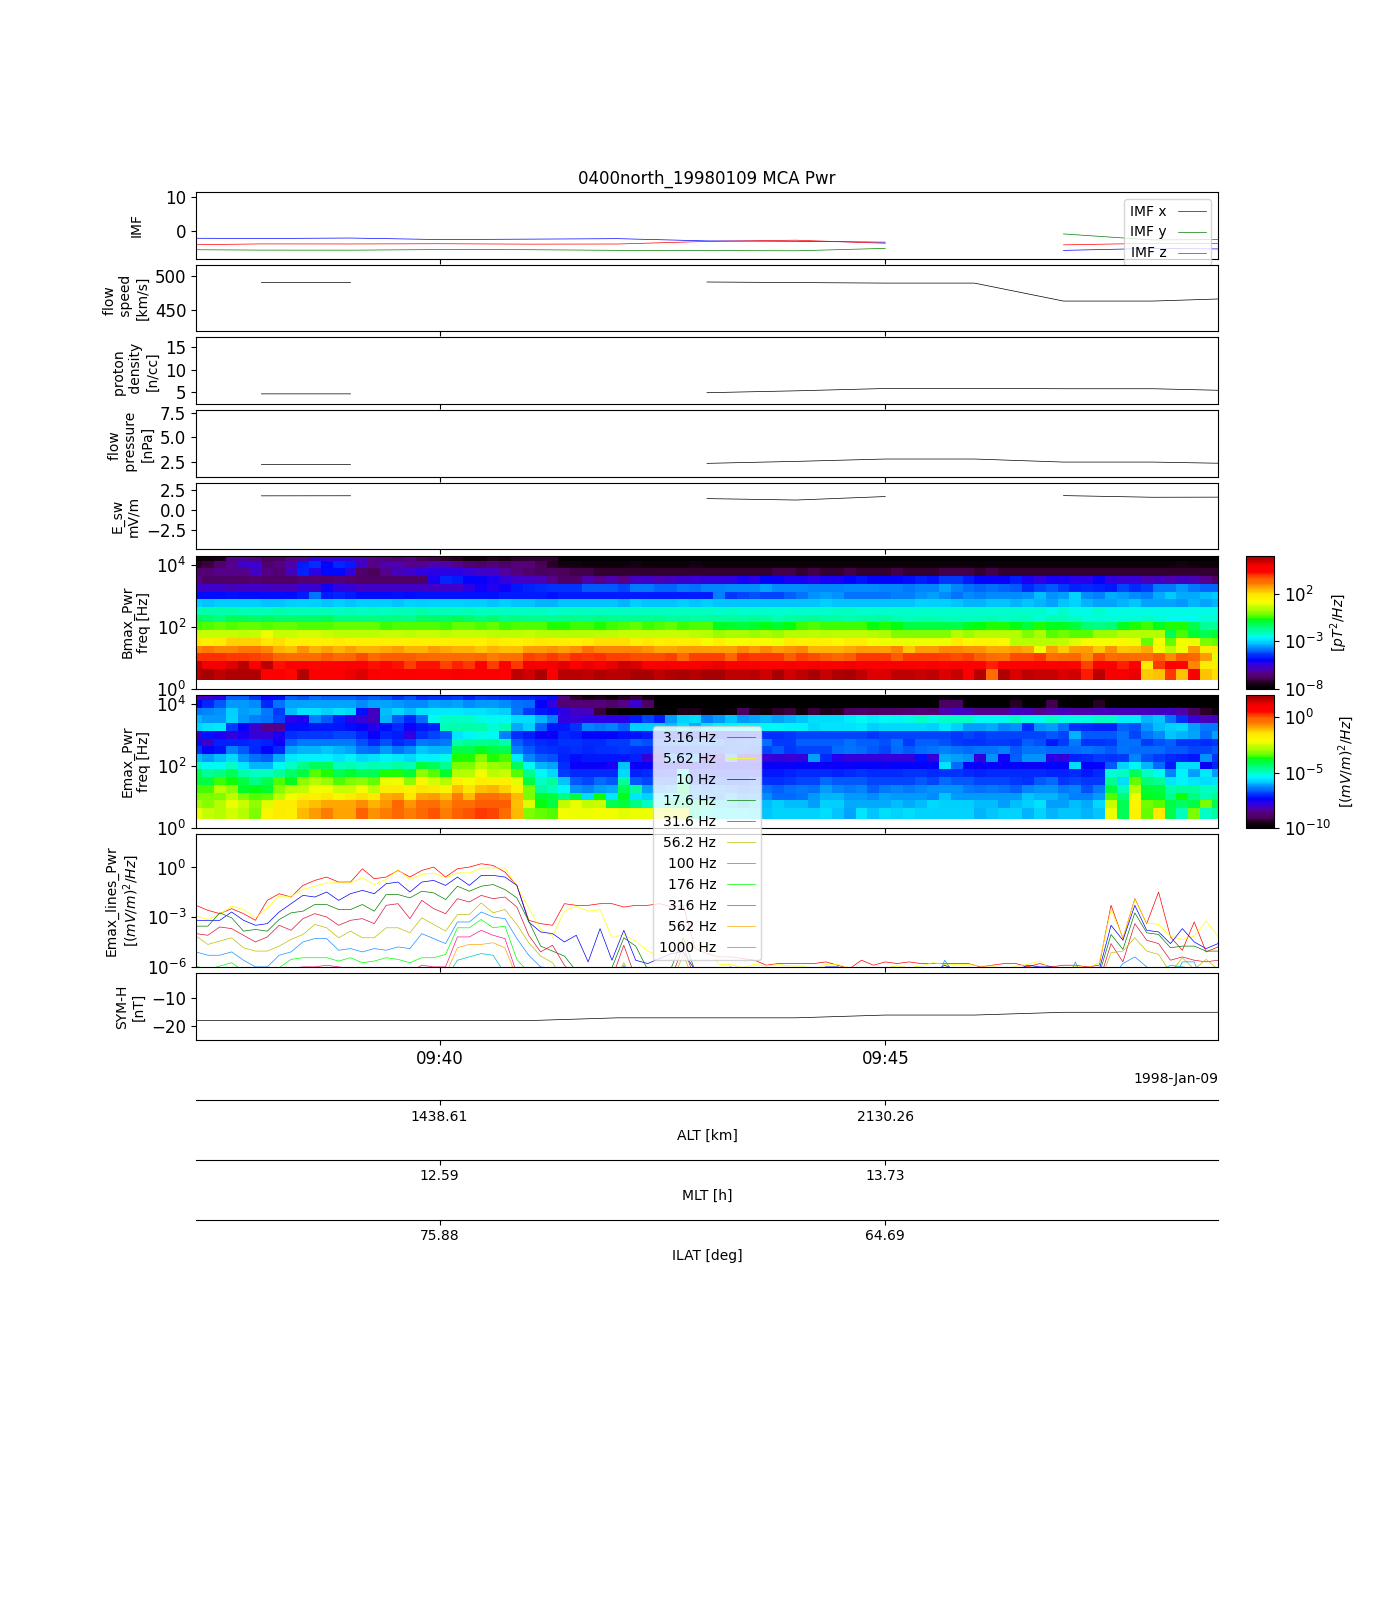 0400north_19980109 MCA Pwr
10
0
IMF
IMF x
IMF y
IMF z
500
450
flow
speed
[km/s]
15
10
5
proton
density
[n/cc]
7.5
5.0
2.5
flow
pressure
[nPa]
2.5
0.0
−2.5
E_sw
mV/m
10^4
10^2
10^0
Bmax_Pwr
freq [Hz]
10^2
10^−3
10^−8
[pT^2/Hz]
10^4
10^2
10^0
Emax_Pwr
freq [Hz]
10^0
10^−5
10^−10
[(mV/m)^2/Hz]
3.16 Hz
5.62 Hz
10 Hz
17.6 Hz
31.6 Hz
56.2 Hz
100 Hz
176 Hz
316 Hz
562 Hz
1000 Hz
10^0
10^−3
10^−6
Emax_lines_Pwr
[(mV/m)^2/Hz]
−10
−20
SYM-H
[nT]
09:40 09:45
1998-Jan-09
1438.61 2130.26
ALT [km]
12.59 13.73
MLT [h]
75.88 64.69
ILAT [deg]